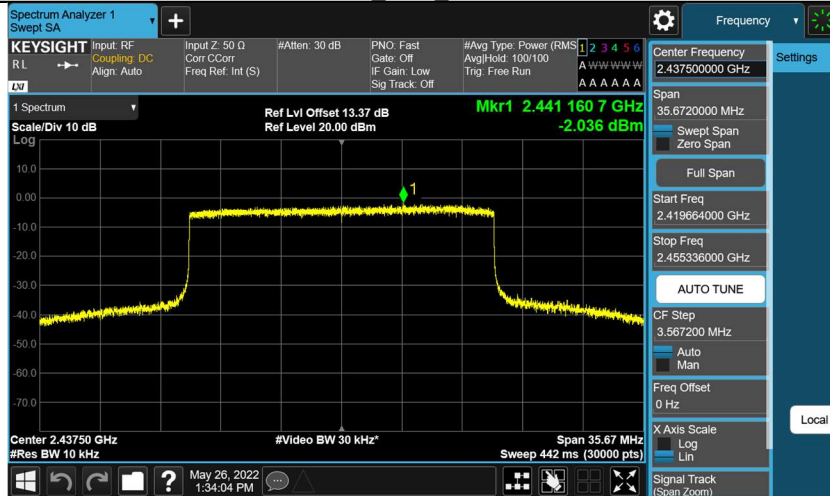 Spectrum Analyzer 1
Swept SA
+
Frequency
KEYSIGHT
RL
LXI
Input: RF
Coupling: DC
Align: Auto
Input Z: 50 Ω
Corr CCorr
Freq Ref: Int (S)
#Atten: 30 dB
PNO: Fast
Gate: Off
IF Gain: Low
Sig Track: Off
#Avg Type: Power (RMS
Avg|Hold: 100/100
Trig: Free Run
1 2 3 4 5 6
A W W W W W
A A A A A A
Center Frequency
2.437500000 GHz
Settings
Span
35.6720000 MHz
Swept Span
Zero Span
Full Span
Start Freq
2.419664000 GHz
Stop Freq
2.455336000 GHz
AUTO TUNE
CF Step
3.567200 MHz
Auto
Man
Freq Offset
0 Hz
X Axis Scale
Log
Lin
Signal Track
(Span Zoom)
Local
1 Spectrum
Scale/Div 10 dB
Log
Ref Lvl Offset 13.37 dB
Ref Level 20.00 dBm
Mkr1 2.441 160 7 GHz
-2.036 dBm
1
10.0
0.00
-10.0
-20.0
-30.0
-40.0
-50.0
-60.0
-70.0
Center 2.43750 GHz
#Res BW 10 kHz
#Video BW 30 kHz*
Span 35.67 MHz
Sweep 442 ms (30000 pts)
?
May 26, 2022
1:34:04 PM